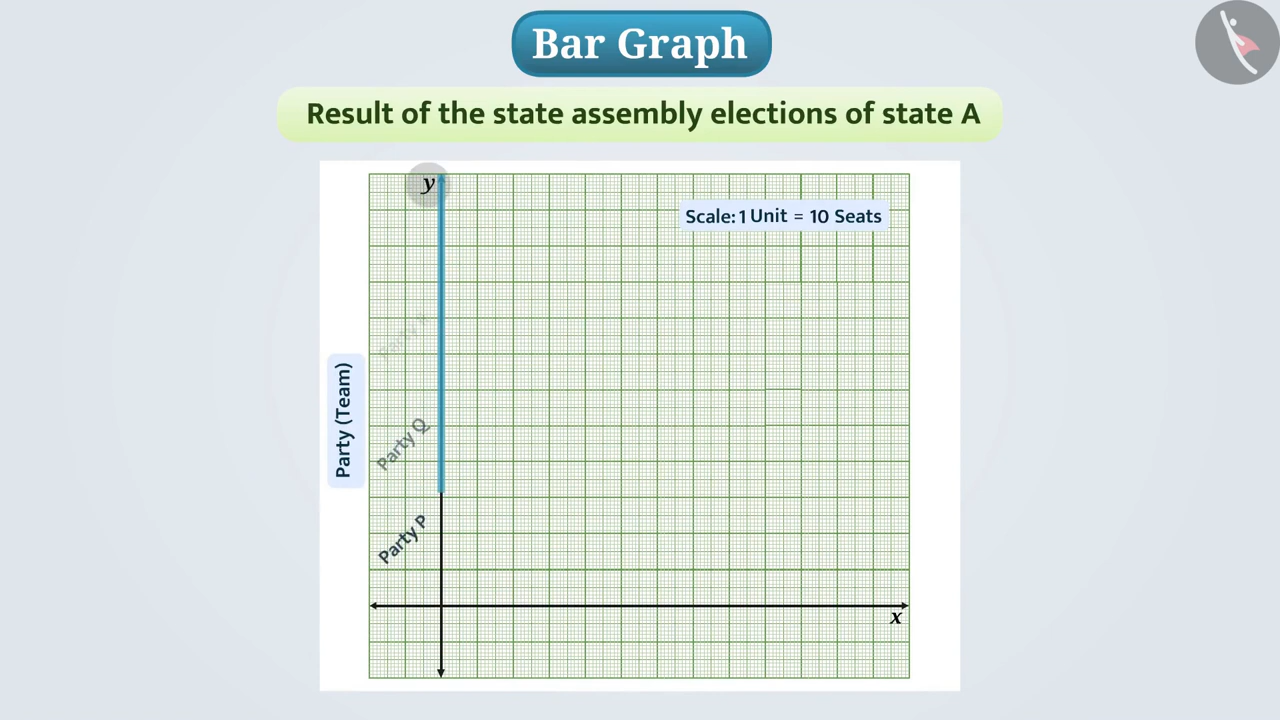 Bar Graph
Result of the state assembly elections of state A
y
Scale: 1 Unit = 10 Seats
Party (Team)
Party Q
Party P
x